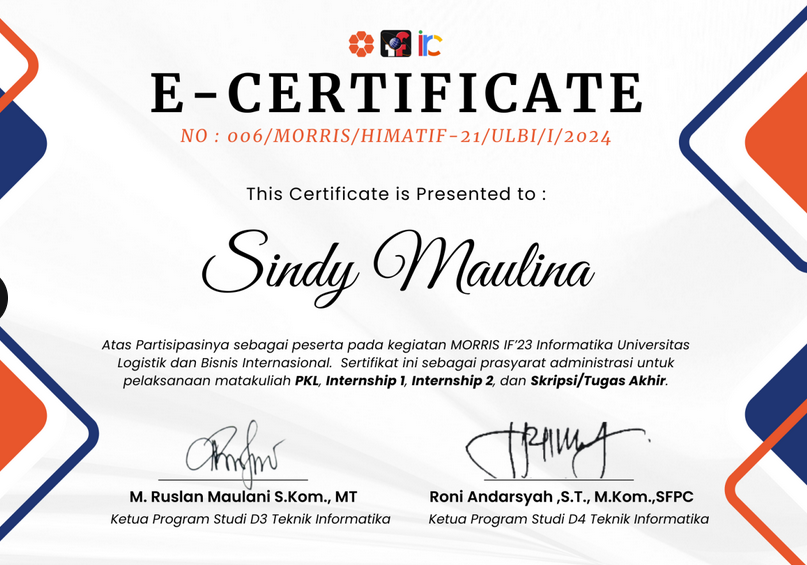 irc
E-CERTIFICATE
NO : 006/MORRIS/HIMATIF-21/ULBI/I/2024
This Certificate is Presented to :
Sindy Maulina
Atas Partisipasinya sebagai peserta pada kegiatan MORRIS IF'23 Informatika Universitas
Logistik dan Bisnis Internasional. Sertifikat ini sebagai prasyarat administrasi untuk
pelaksanaan matakuliah PKL, Internship 1, Internship 2, dan Skripsi/Tugas Akhir.
M. Ruslan Maulani S.Kom., MT
Roni Andarsyah ,S.T., M.Kom.,SFPC
Ketua Program Studi D3 Teknik Informatika
Ketua Program Studi D4 Teknik Informatika